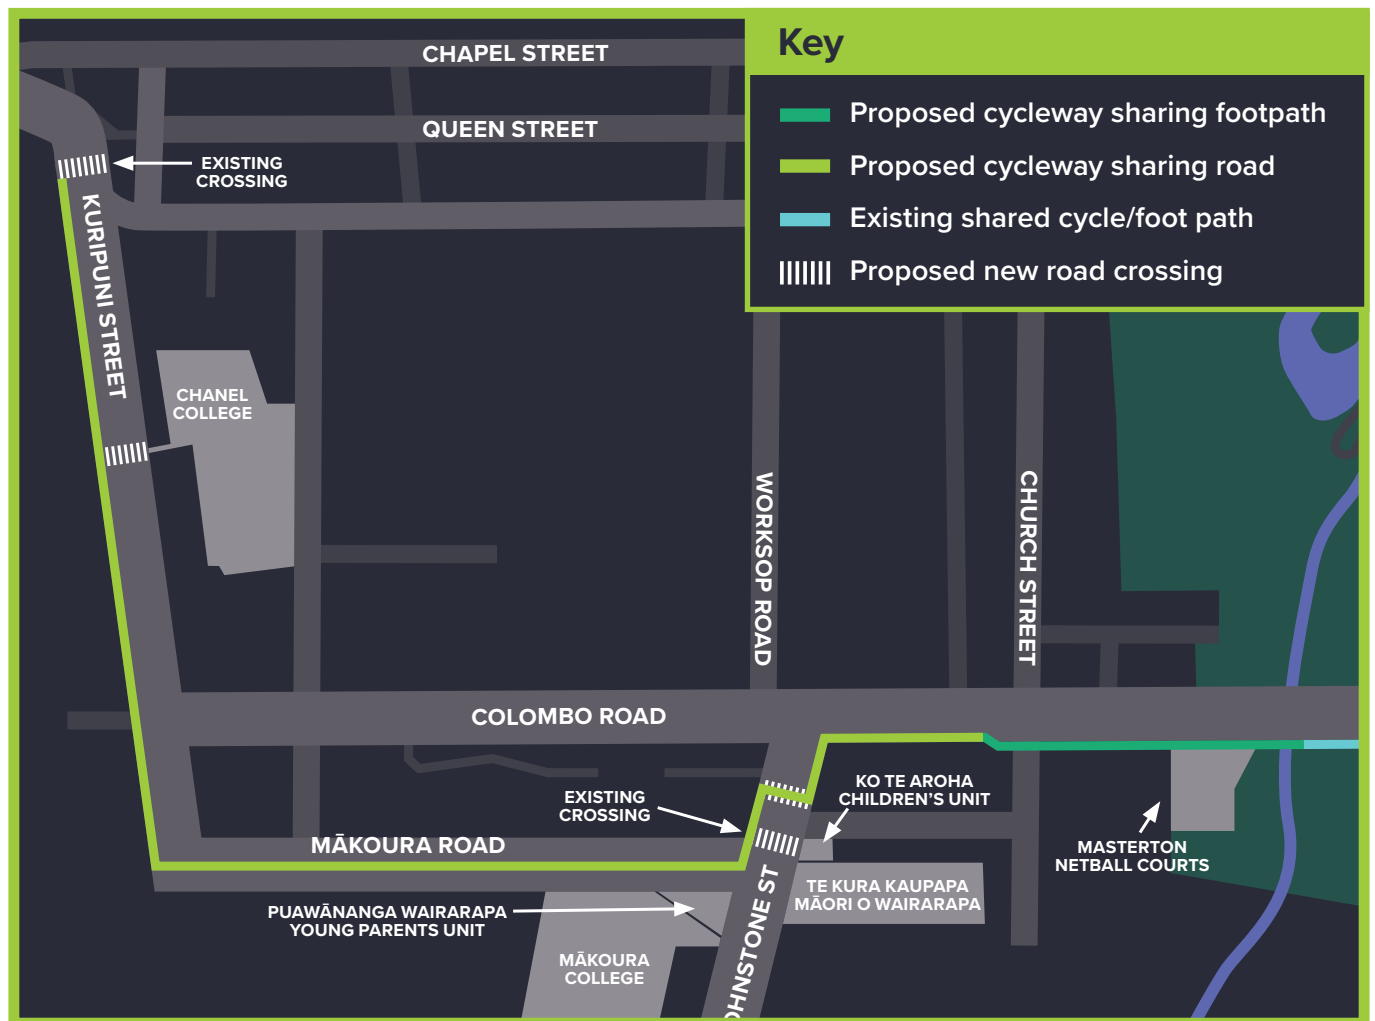 CHAPEL STREET
QUEEN STREET
EXISTING
CROSSING
KURIPUNI STREET
CHANEL
COLLEGE
Key
Proposed cycleway sharing footpath
Proposed cycleway sharing road
Existing shared cycle/foot path
Proposed new road crossing
WORKSOP ROAD
CHURCH STREET
COLOMBO ROAD
EXISTING
CROSSING
KO TE AROHA
CHILDREN'S UNIT
MĀKOURA ROAD
MASTERTON
NETBALL COURTS
TE KURA KAUPAPA
MĀORI O WAIRARAPA
PUAWĀNANGA WAIRARAPA
YOUNG PARENTS UNIT
MĀKOURA
COLLEGE
OHNSTONE ST